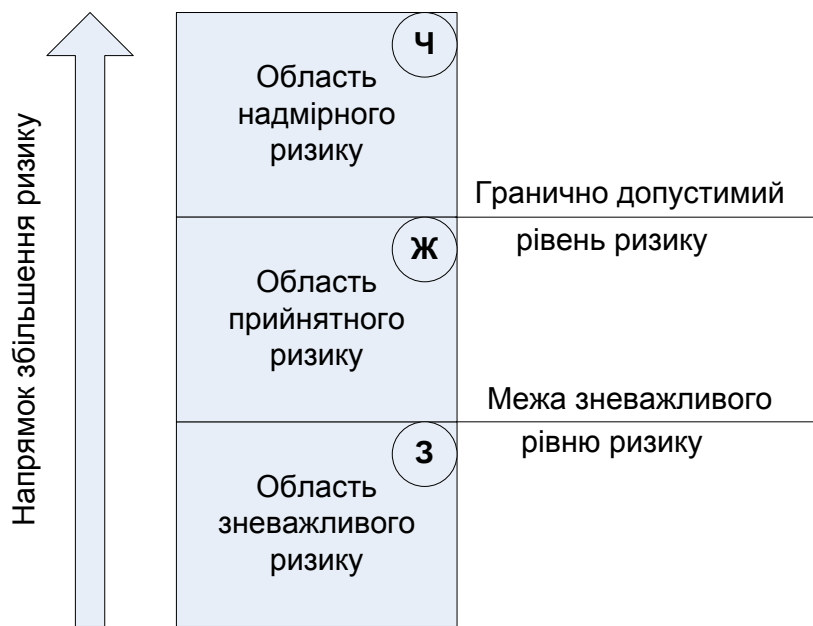 Напрямок збільшення ризику
Ч
Область
надмірного
ризику
Гранично допустимий
рівень ризику
Ж
Область
прийнятного
ризику
Межа зневажливого
рівню ризику
З
Область
зневажливого
ризику